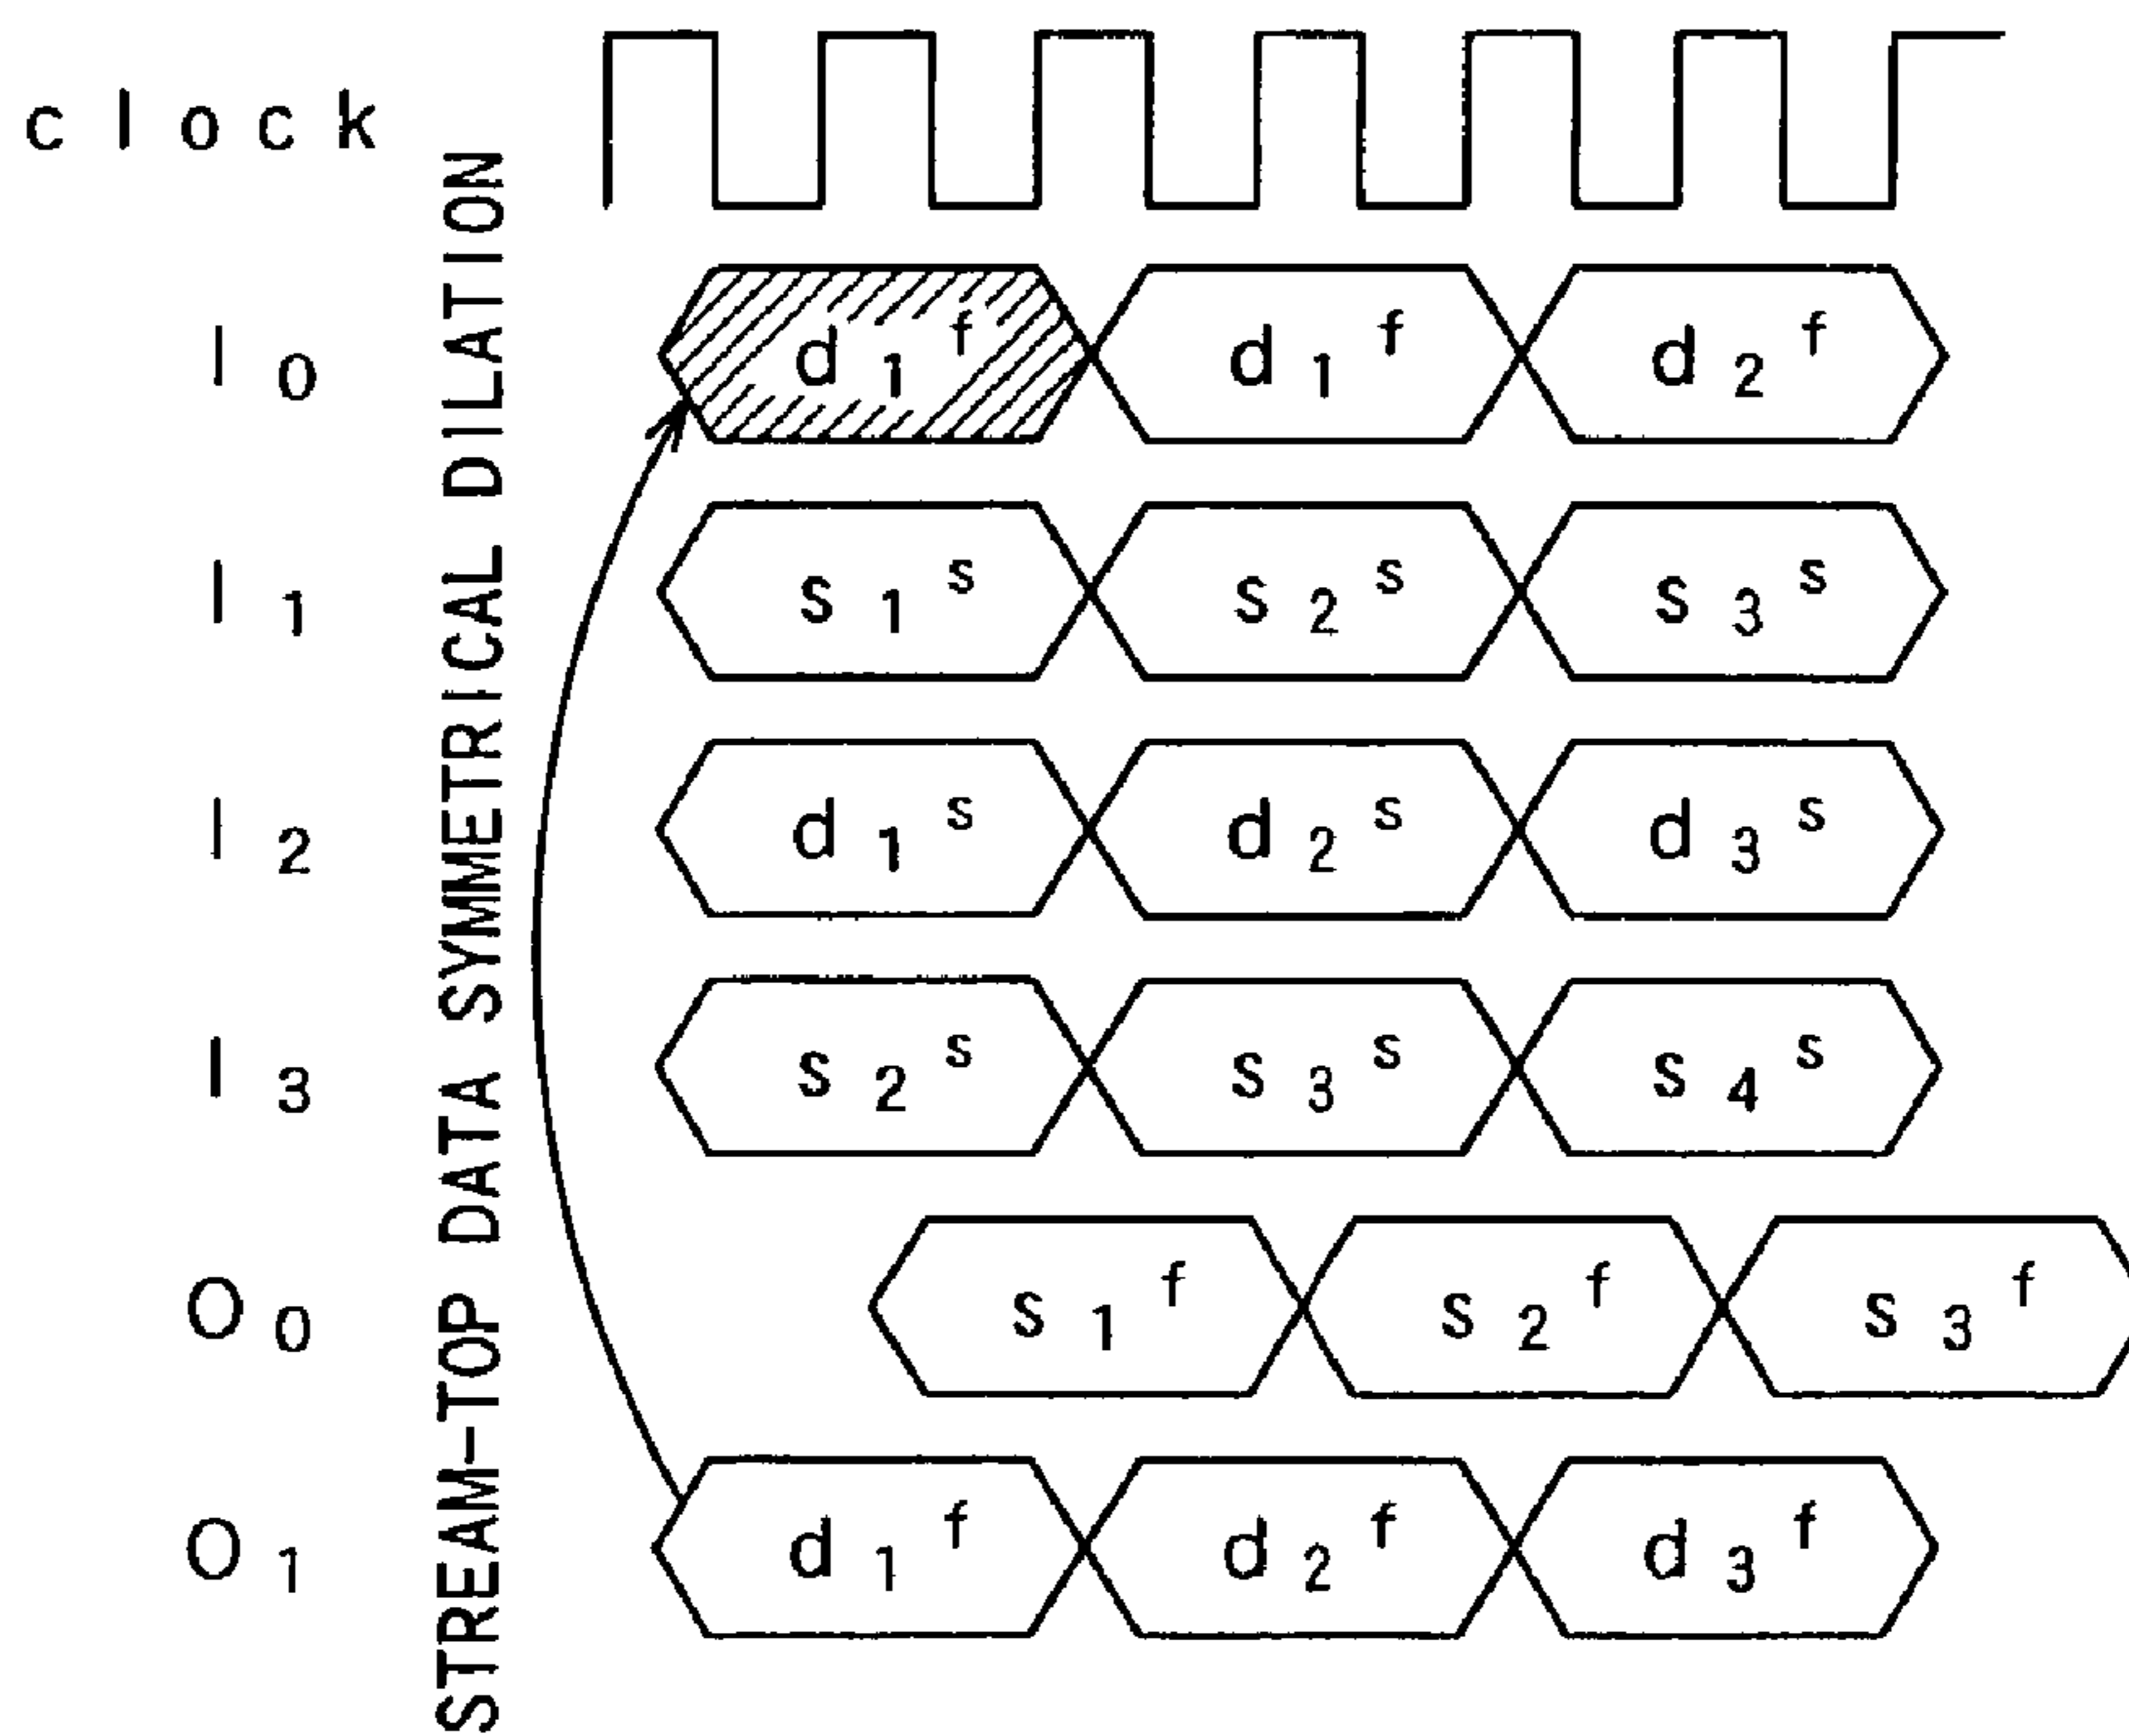 clock
STREAM-TOP DATA SYMMETRICAL DILATION
I0 d1f d1f d2f
I1 s1s s2s s3s
I2 d1s d2s d3s
I3 s2s s3s s4s
O0 s1f s2f s3f
O1 d1f d2f d3f